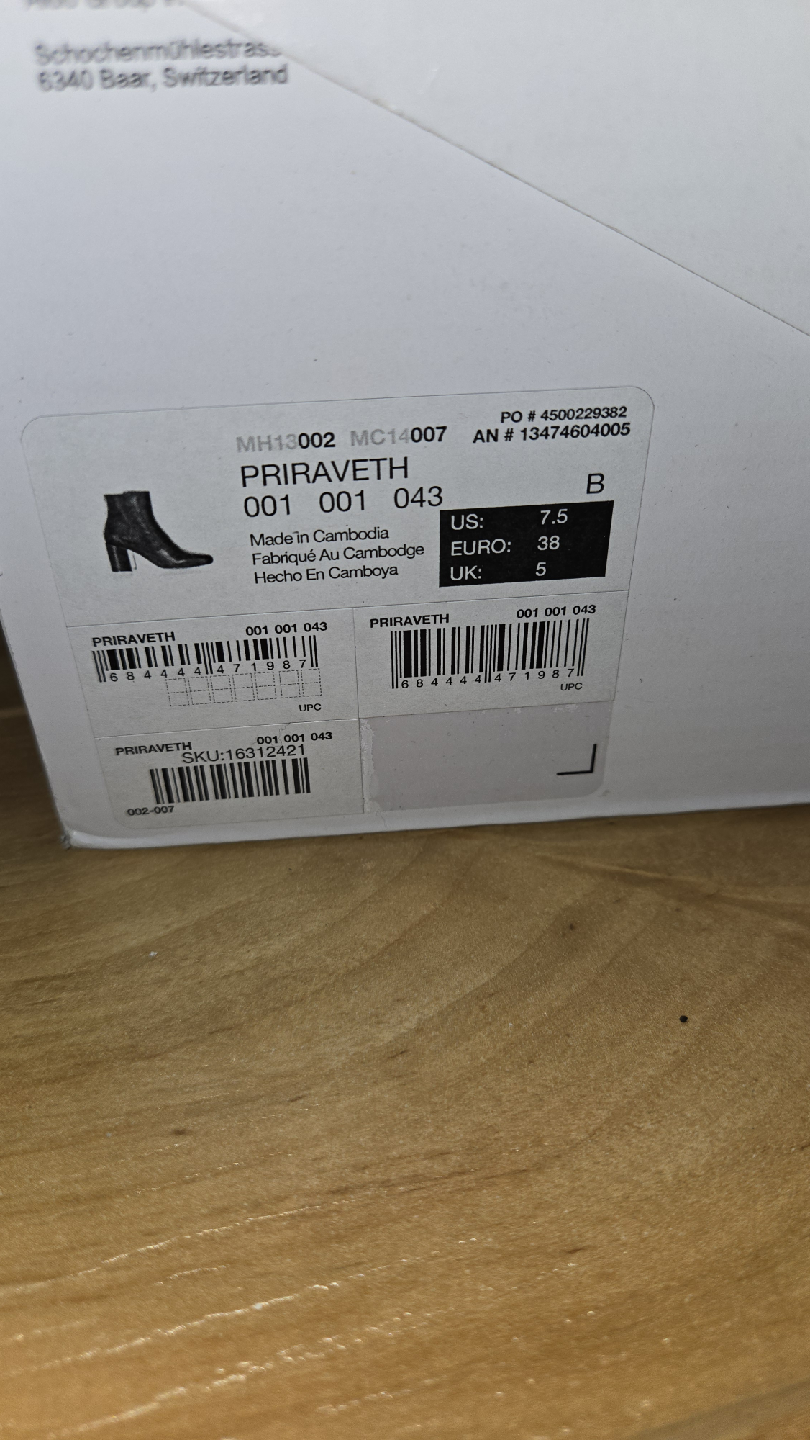 Schochenmühlestrasse
6340 Baar, Switzerland
MH13002 MC14007
PO # 4500229382
AN # 13474604005
PRIRAVETH
001 001 043
B
Made in Cambodia
Fabriqué Au Cambodge
Hecho En Camboya
US: 7.5
EURO: 38
UK: 5
PRIRAVETH 001 001 043
6 84444 47198 7
UPC
PRIRAVETH 001 001 043
6 84444 47198 7
UPC
PRIRAVETH 001 001 043
SKU:16312421
002-007